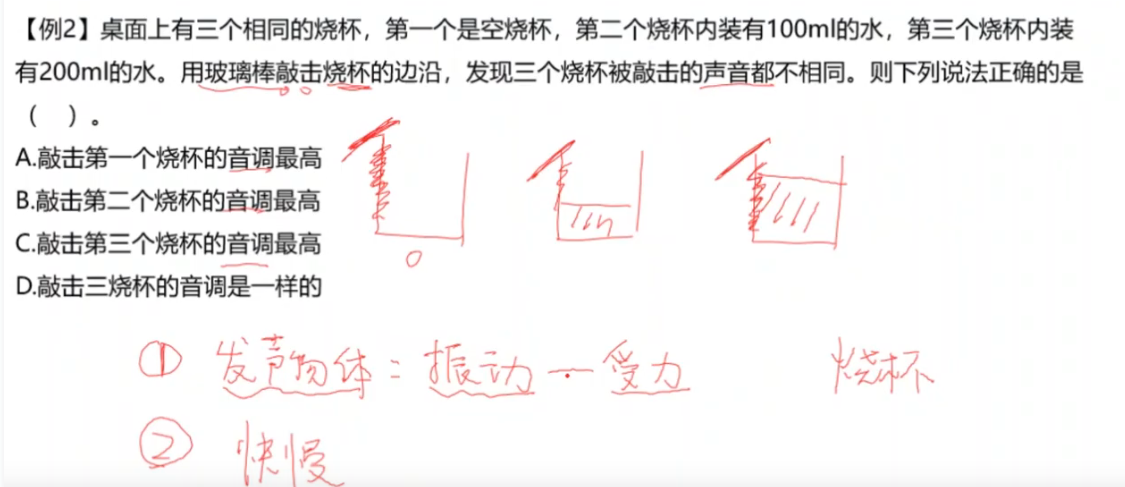 【例2】桌面上有三个相同的烧杯，第一个是空烧杯，第二个烧杯内装有100ml的水，第三个烧杯内装
有200ml的水。用玻璃棒敲击烧杯的边沿，发现三个烧杯被敲击的声音都不相同。则下列说法正确的是
（  ）。
A.敲击第一个烧杯的音调最高
B.敲击第二个烧杯的音调最高
C.敲击第三个烧杯的音调最高
D.敲击三烧杯的音调是一样的
① 发声物体：振动—受力 烧杯
② 快慢